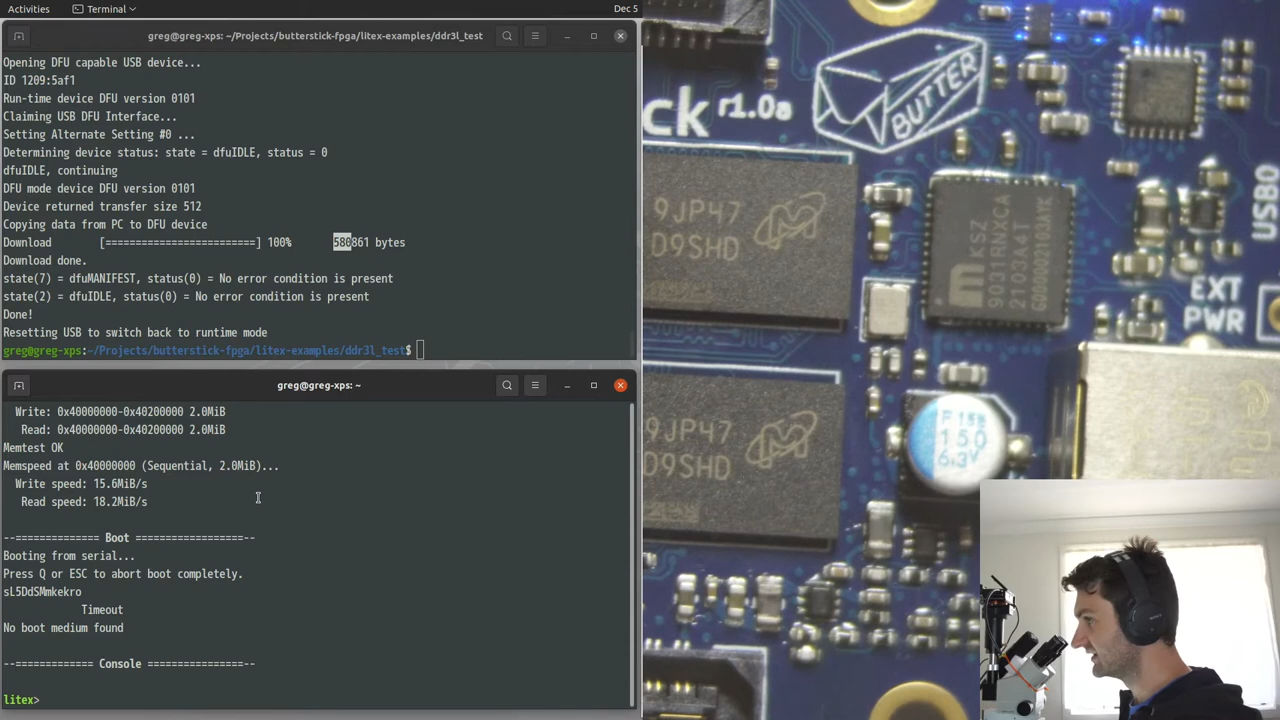 Activities
Terminal
Dec 5
greg@greg-xps: ~/Projects/butterstick-fpga/litex-examples/ddr3l_test
Opening DFU capable USB device...
ID 1209:5af1
Run-time device DFU version 0101
Claiming USB DFU Interface...
Setting Alternate Setting #0 ...
Determining device status: state = dfuIDLE, status = 0
dfuIDLE, continuing
DFU mode device DFU version 0101
Device returned transfer size 512
Copying data from PC to DFU device
Download [=========================] 100% 580861 bytes
Download done.
state(7) = dfuMANIFEST, status(0) = No error condition is present
state(2) = dfuIDLE, status(0) = No error condition is present
Done!
Resetting USB to switch back to runtime mode
greg@greg-xps:~/Projects/butterstick-fpga/litex-examples/ddr3l_test$
greg@greg-xps: ~
Write: 0x40000000-0x40200000 2.0MiB
Read: 0x40000000-0x40200000 2.0MiB
Memtest OK
Memspeed at 0x40000000 (Sequential, 2.0MiB)...
Write speed: 15.6MiB/s
Read speed: 18.2MiB/s
--============= Boot ==================--
Booting from serial...
Press Q or ESC to abort boot completely.
sL5DdSMmkekro
Timeout
No boot medium found
--============= Console ================--
litex>
ck r1.0a
BUTTER
9JP47
D9SHD
KSZ
9031RNXCA
2103AAT
USB0
EXT
PWR
9JP47
D9SHD
150
6.3V